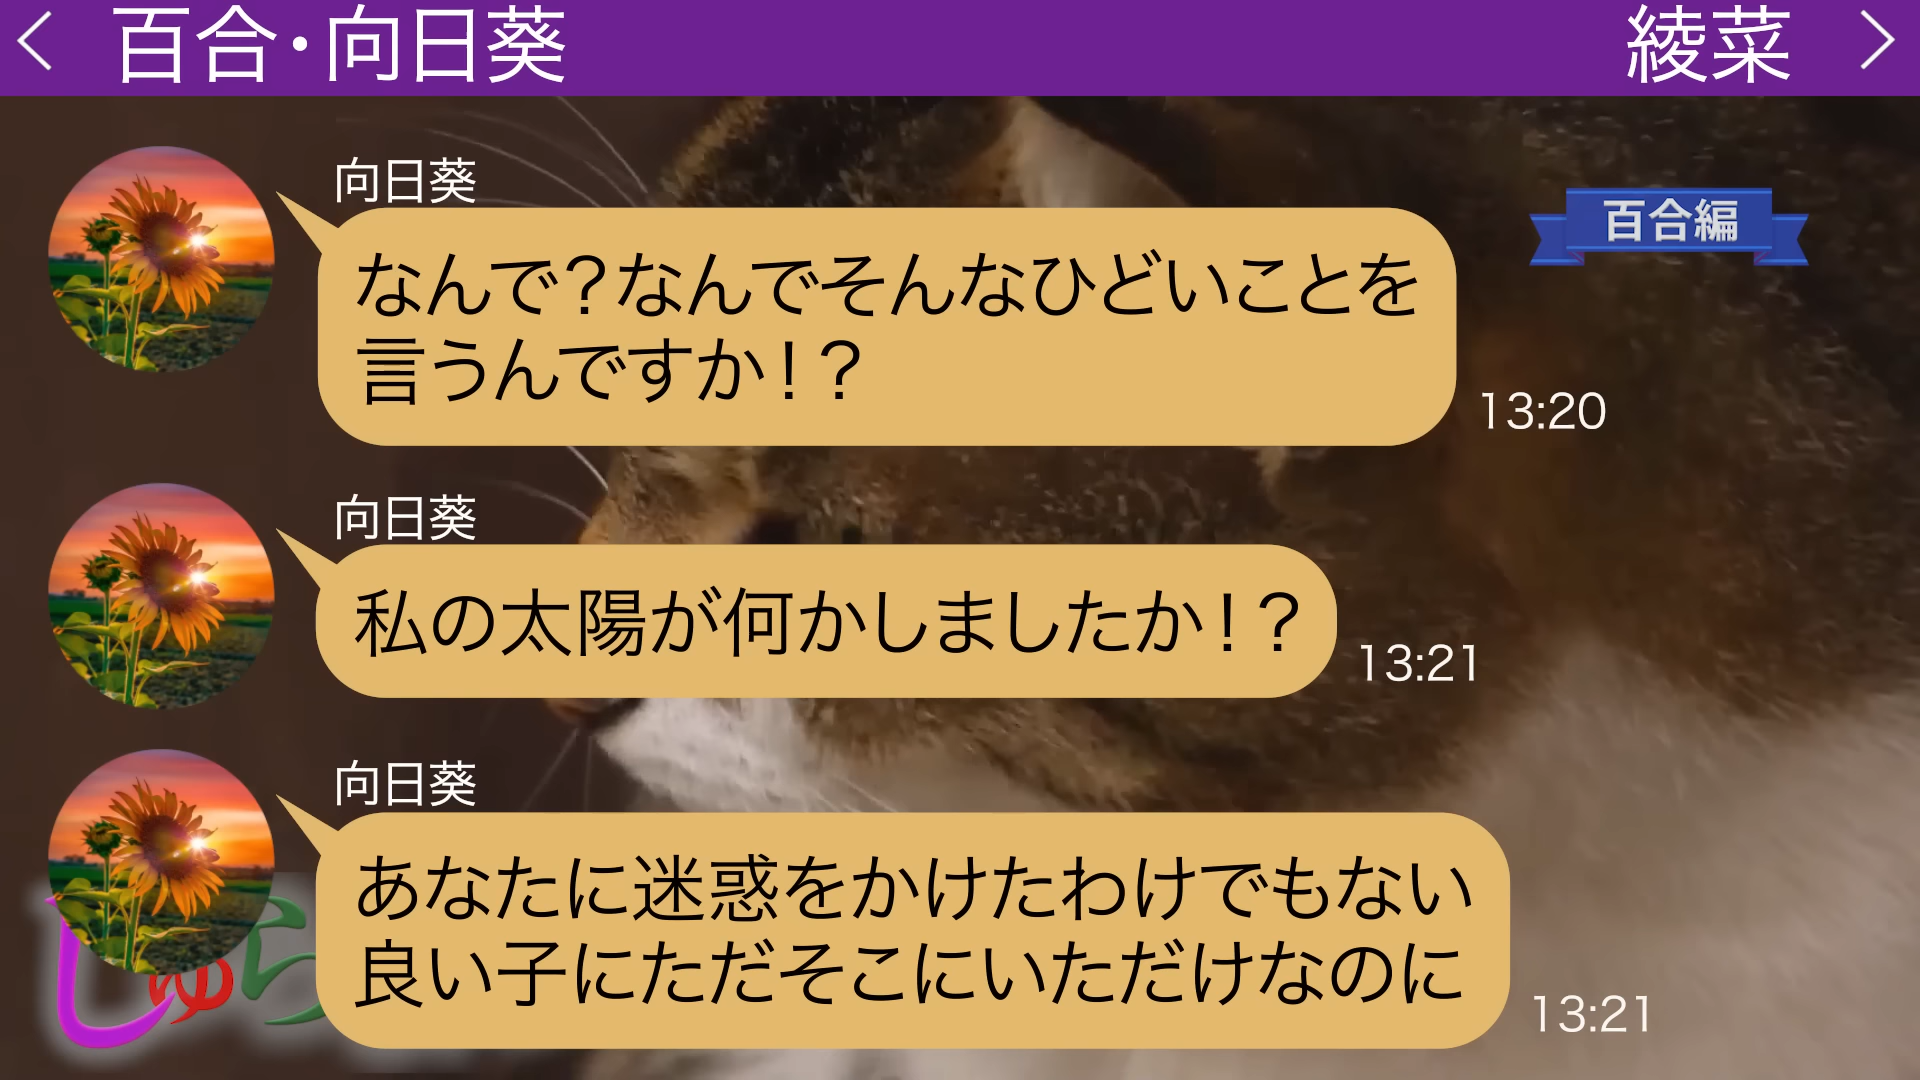 百合・向日葵
綾菜
百合編
向日葵
なんで？なんでそんなひどいことを
言うんですか！？
13:20
向日葵
私の太陽が何かしましたか！？
13:21
向日葵
あなたに迷惑をかけたわけでもない
良い子にただそこにいただけなのに
13:21
しゅら